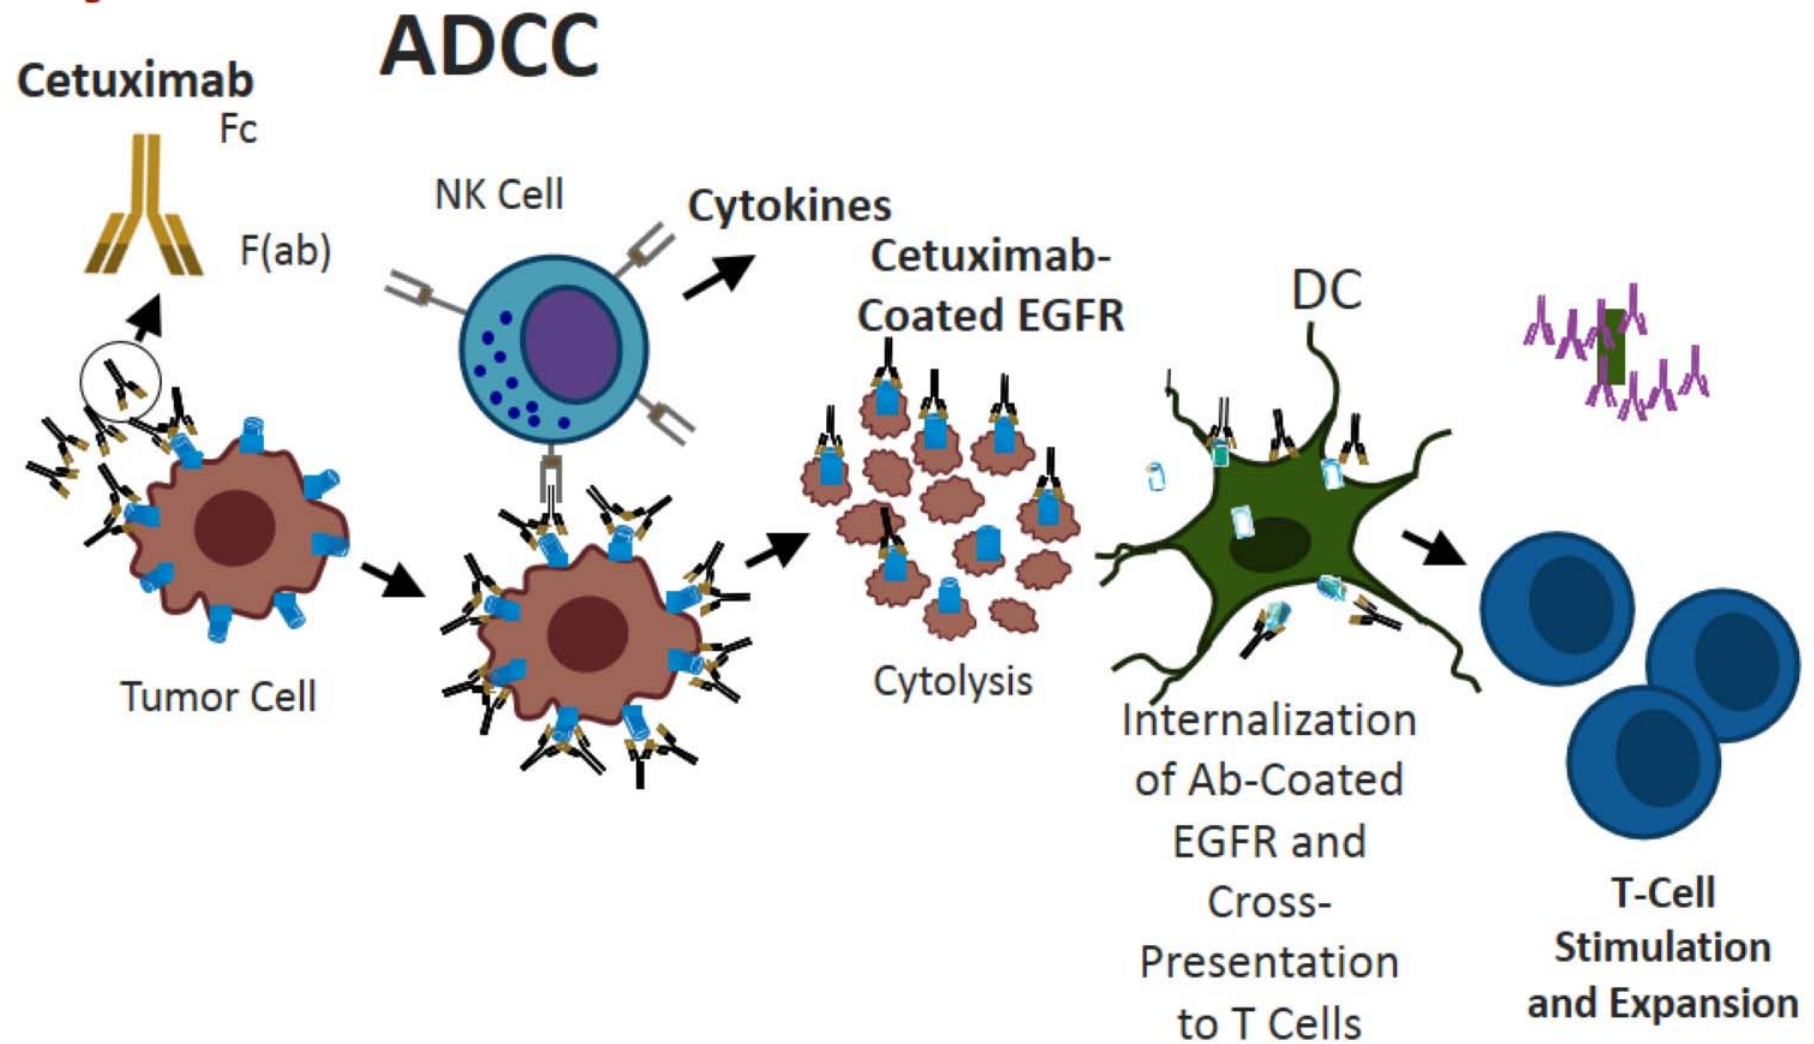 ADCC
Cetuximab
Fc
F(ab)
NK Cell
Cytokines
Cetuximab-
Coated EGFR
DC
Tumor Cell
Cytolysis
Internalization
of Ab-Coated
EGFR and
Cross-
Presentation
to T Cells
T-Cell
Stimulation
and Expansion